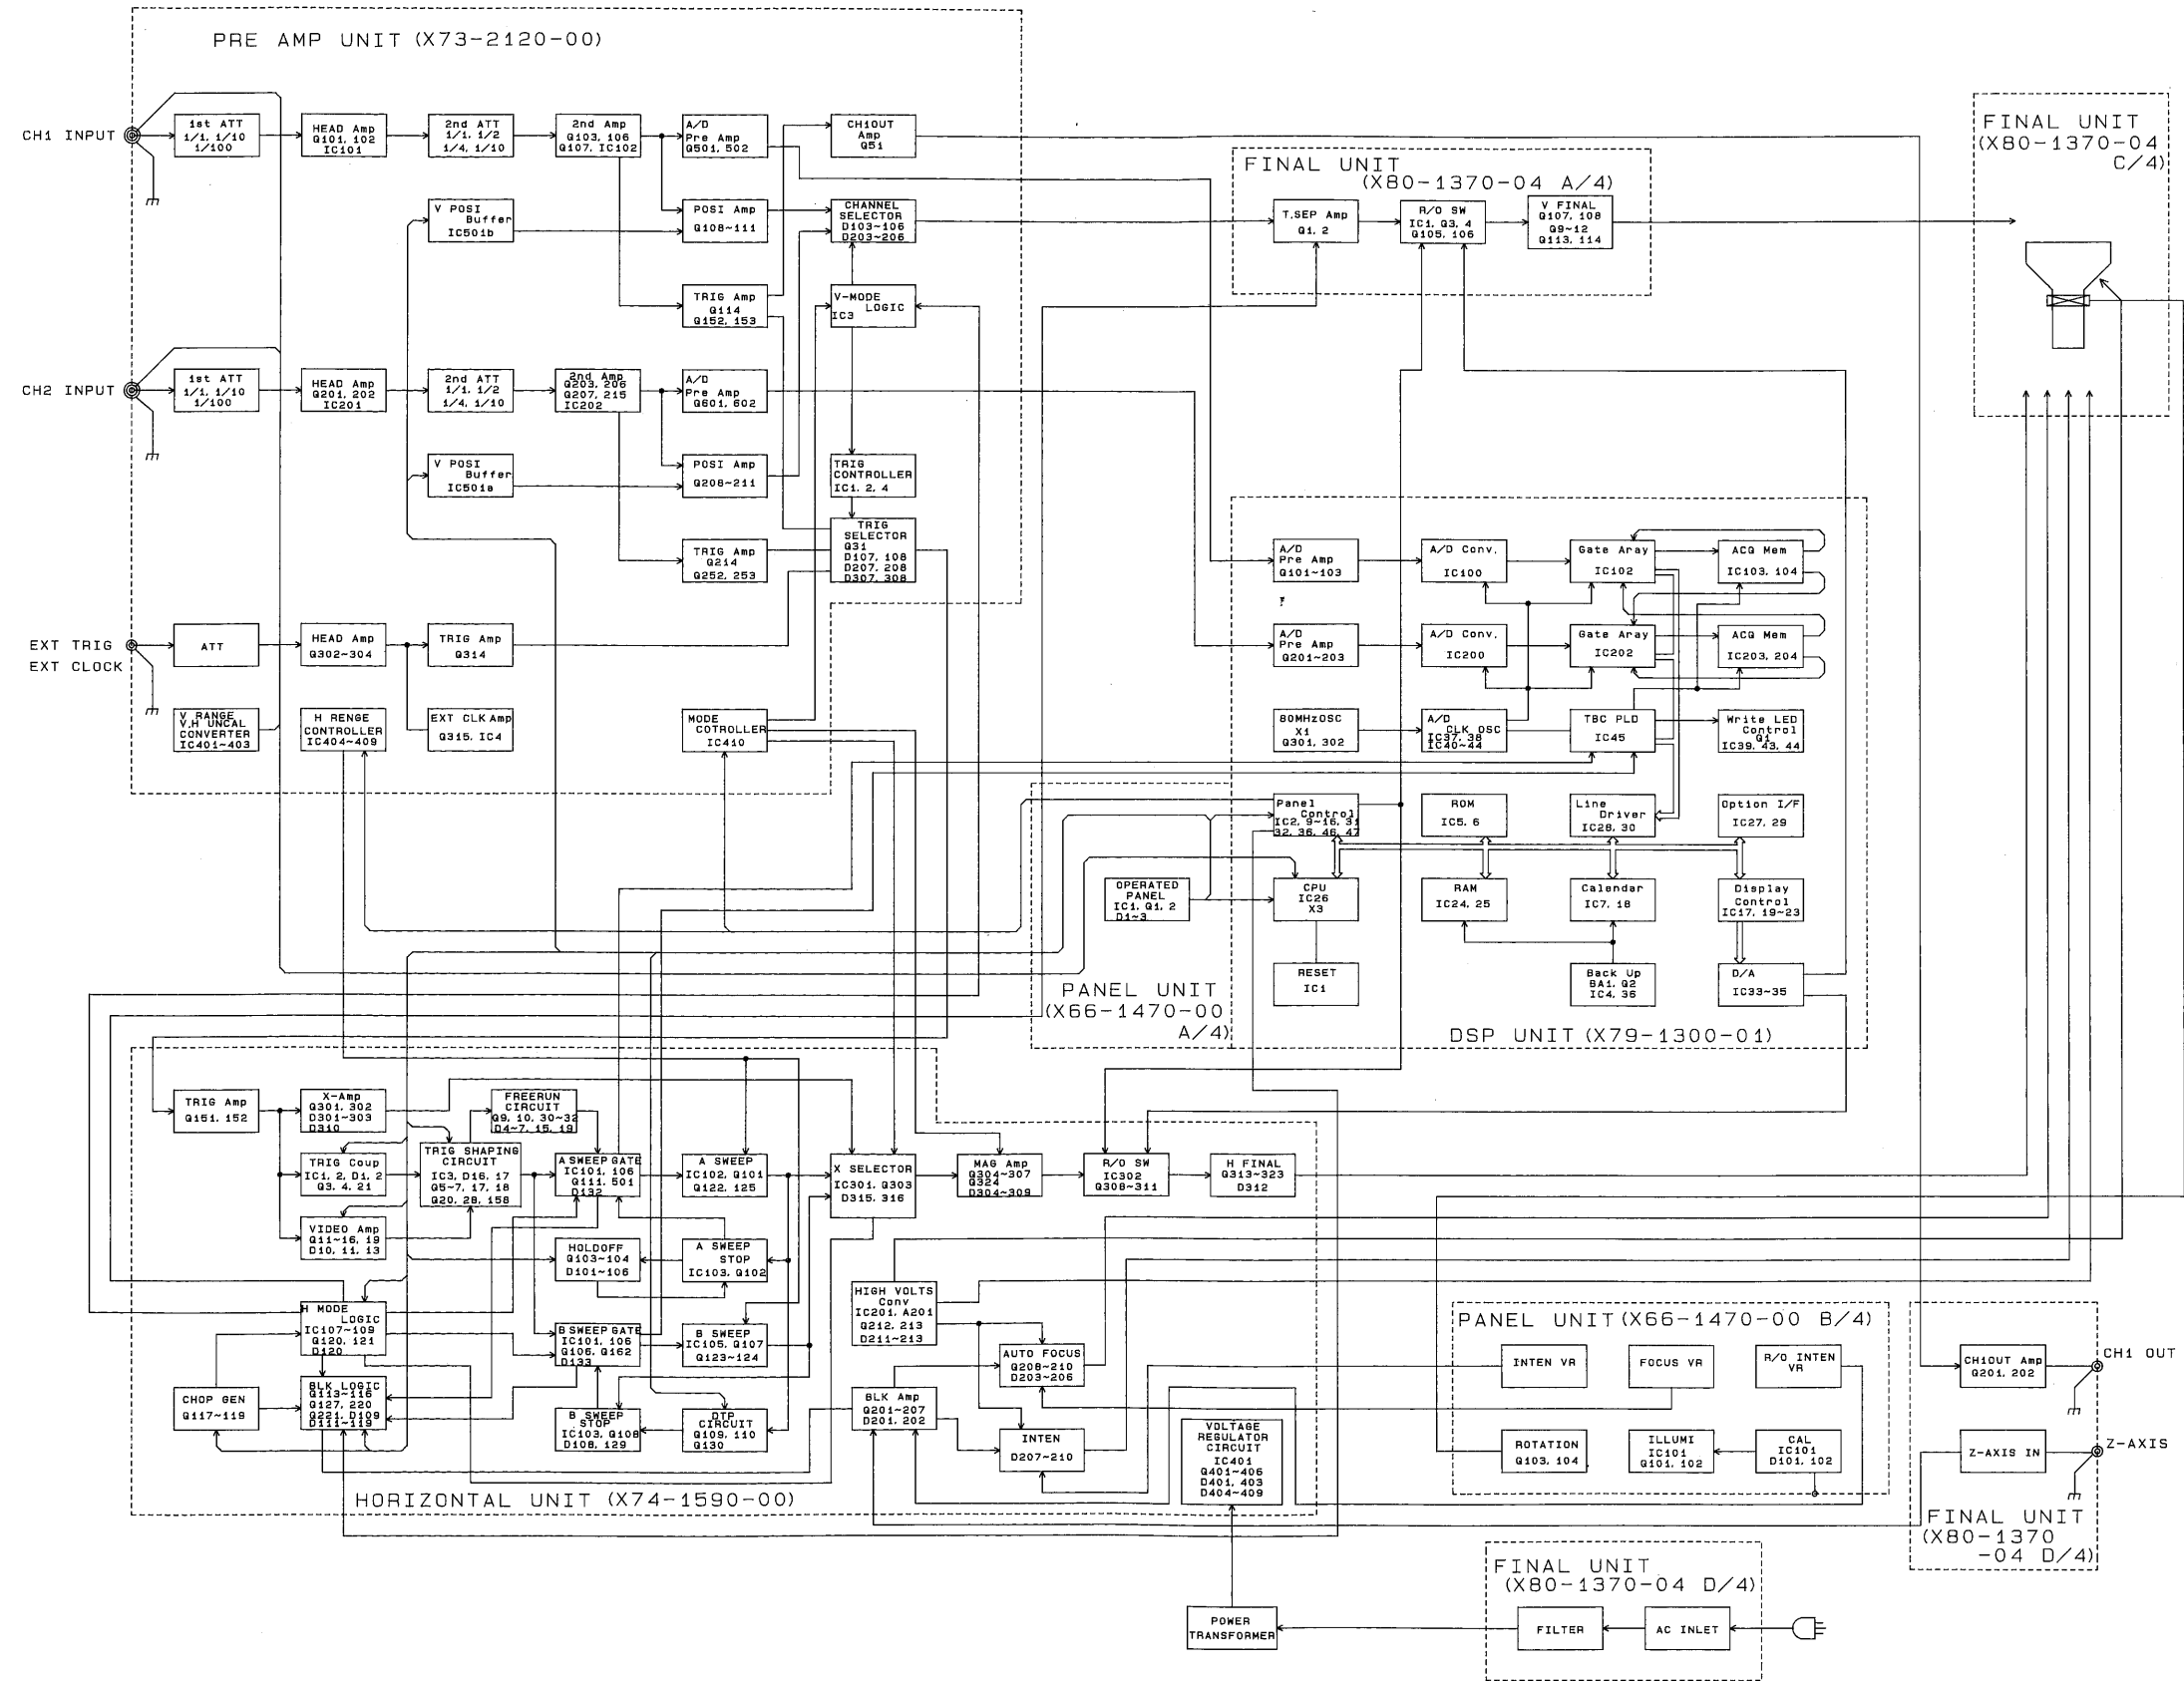 PRE AMP UNIT (X73-2120-00)
CH1 INPUT
1st ATT
1/1, 1/10
1/100
HEAD Amp
Q101, 102
IC101
2nd ATT
1/1, 1/2
1/4, 1/10
2nd Amp
Q103, 106
Q107, IC102
A/D
Pre Amp
Q501, 502
CH1OUT
Amp
Q51
V POSI
Buffer
IC501b
POSI Amp
Q108~111
CHANNEL
SELECTOR
D103~106
D203~206
TRIG Amp
Q114
Q152, 153
V-MODE
LOGIC
IC3
CH2 INPUT
1st ATT
1/1, 1/10
1/100
HEAD Amp
Q201, 202
IC201
2nd ATT
1/1, 1/2
1/4, 1/10
2nd Amp
Q203, 206
Q207, 215
IC202
A/D
Pre Amp
Q601, 602
V POSI
Buffer
IC501a
POSI Amp
Q208~211
TRIG
CONTROLLER
IC1, 2, 4
TRIG Amp
Q214
Q252, 253
TRIG
SELECTOR
Q31
D107, 108
D207, 208
D307, 308
EXT TRIG
EXT CLOCK
ATT
HEAD Amp
Q302~304
TRIG Amp
Q314
V RANGE
V,H UNCAL
CONVERTER
IC401~403
H RENGE
CONTROLLER
IC404~409
EXT CLK Amp
Q315, IC4
MODE
COTROLLER
IC410
FINAL UNIT
(X80-1370-04 A/4)
T.SEP Amp
Q1, 2
R/O SW
IC1, Q3, 4
Q105, 106
V FINAL
Q107, 108
Q9~12
Q113, 114
FINAL UNIT
(X80-1370-04
C/4)
A/D
Pre Amp
Q101~103
A/D Conv.
IC100
Gate Aray
IC102
ACQ Mem
IC103, 104
A/D
Pre Amp
Q201~203
A/D Conv.
IC200
Gate Aray
IC202
ACQ Mem
IC203, 204
80MHzOSC
X1
Q301, 302
A/D
CLK OSC
IC37, 38
IC40~44
TBC PLD
IC45
Write LED
Control
Q1
IC39, 43, 44
Panel
Control
IC2, 9~16, 31
32, 36, 46, 47
ROM
IC5, 6
Line
Driver
IC28, 30
Option I/F
IC27, 29
OPERATED
PANEL
IC1, Q1, 2
D1~3
CPU
IC26
X3
RAM
IC24, 25
Calendar
IC7, 18
Display
Control
IC17, 19~23
RESET
IC1
Back Up
BA1, Q2
IC4, 36
D/A
IC33~35
PANEL UNIT
(X66-1470-00
A/4)
DSP UNIT (X79-1300-01)
TRIG Amp
Q151, 152
X-Amp
Q301, 302
D301~303
D310
FREERUN
CIRCUIT
Q9, 10, 30~32
D4~7, 15, 19
TRIG Coup
IC1, 2, D1, 2
Q3, 4, 21
TRIG SHAPING
CIRCUIT
IC3, D16, 17
Q5~7, 17, 18
Q20, 28, 158
A SWEEP GATE
IC101, 106
Q111, 501
D132
A SWEEP
IC102, Q101
Q122, 125
X SELECTOR
IC301, Q303
D315, 316
MAG Amp
Q304~307
Q324
D304~309
R/O SW
IC302
Q308~311
H FINAL
Q313~323
D312
VIDEO Amp
Q11~16, 19
D10, 11, 13
HOLDOFF
Q103~104
D101~106
A SWEEP
STOP
IC103, Q102
H MODE
LOGIC
IC107~109
Q120, 121
D120
B SWEEP GATE
IC101, 106
Q106, Q162
D133
B SWEEP
IC105, Q107
Q123~124
HIGH VOLTS
Conv
IC201, A201
Q212, 213
D211~213
AUTO FOCUS
Q208~210
D203~206
CHOP GEN
Q117~119
BLK LOGIC
Q113~116
Q127, 220
Q221, D109
D111~119
B SWEEP
STOP
IC103, Q108
D108, 129
DTP
CIRCUIT
Q109, 110
Q130
BLK Amp
Q201~207
D201, 202
INTEN
D207~210
VOLTAGE
REGULATOR
CIRCUIT
IC401
Q401~406
D401, 403
D404~409
HORIZONTAL UNIT (X74-1590-00)
PANEL UNIT (X66-1470-00 B/4)
INTEN VR
FOCUS VR
R/O INTEN
VR
ROTATION
Q103, 104
ILLUMI
IC101
Q101, 102
CAL
IC101
D101, 102
CH1OUT Amp
Q201, 202
CH1 OUT
Z-AXIS IN
Z-AXIS
FINAL UNIT
(X80-1370
-04 D/4)
FINAL UNIT
(X80-1370-04 D/4)
POWER
TRANSFORMER
FILTER
AC INLET